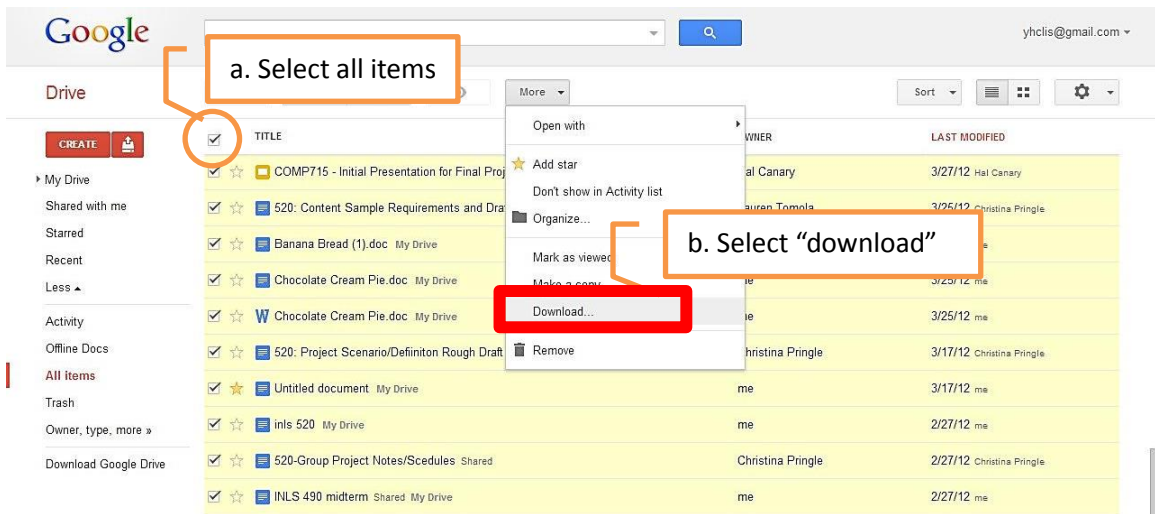 Google
yhclis@gmail.com
a. Select all items
Drive
More
Sort
CREATE
TITLE
WNER
LAST MODIFIED
Open with
Add star
Don't show in Activity list
Organize...
Mark as viewed
Make a copy
Download...
Remove
b. Select “download”
My Drive
Shared with me
Starred
Recent
Less
Activity
Offline Docs
All items
Trash
Owner, type, more »
Download Google Drive
COMP715 - Initial Presentation for Final Proj al Canary 3/27/12 Hal Canary
520: Content Sample Requirements and Dra auren Tomola 3/25/12 Christina Pringle
Banana Bread (1).doc My Drive
Chocolate Cream Pie.doc My Drive 3/25/12 me
W Chocolate Cream Pie.doc My Drive 3/25/12 me
520: Project Scenario/Defiiniton Rough Draft hristina Pringle 3/17/12 Christina Pringle
Untitled document My Drive me 3/17/12 me
inls 520 My Drive me 2/27/12 me
520-Group Project Notes/Scedules Shared Christina Pringle 2/27/12 Christina Pringle
INLS 490 midterm Shared My Drive me 2/27/12 me